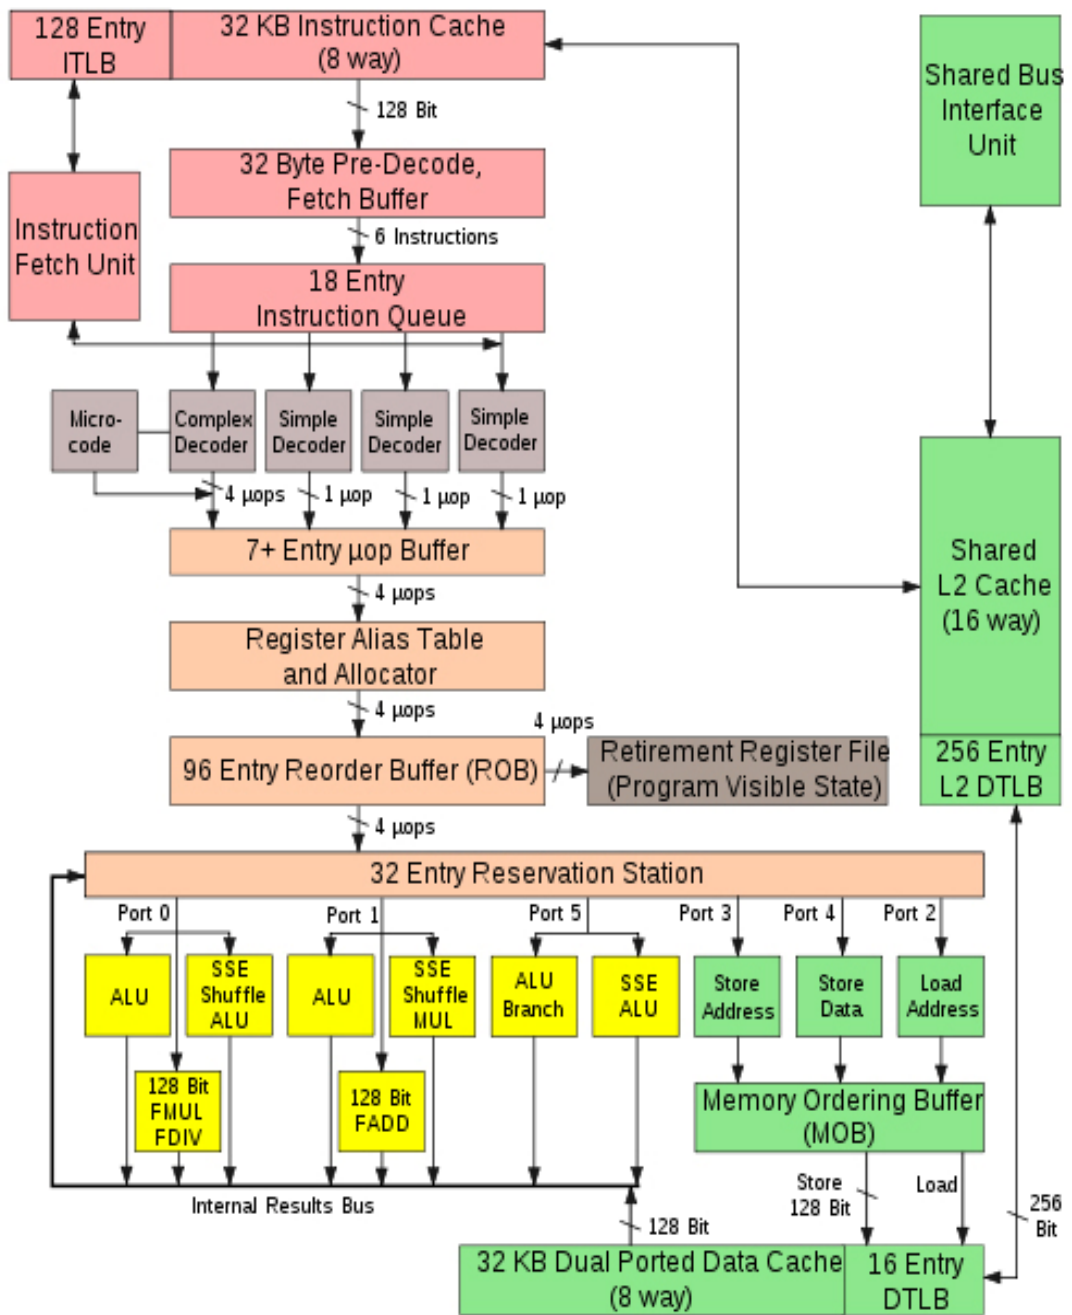 128 Entry
ITLB
32 KB Instruction Cache
(8 way)
128 Bit
32 Byte Pre-Decode,
Fetch Buffer
Instruction
Fetch Unit
6 Instructions
18 Entry
Instruction Queue
Micro-
code
Complex
Decoder
Simple
Decoder
Simple
Decoder
Simple
Decoder
4 µops
1 µop
1 µop
1 µop
7+ Entry µop Buffer
4 µops
Register Alias Table
and Allocator
4 µops
96 Entry Reorder Buffer (ROB)
4 µops
Retirement Register File
(Program Visible State)
4 µops
Shared Bus
Interface
Unit
Shared
L2 Cache
(16 way)
256 Entry
L2 DTLB
32 Entry Reservation Station
Port 0
Port 1
Port 5
Port 3
Port 4
Port 2
ALU
SSE
Shuffle
ALU
ALU
SSE
Shuffle
MUL
ALU
Branch
SSE
ALU
Store
Address
Store
Data
Load
Address
128 Bit
FMUL
FDIV
128 Bit
FADD
Memory Ordering Buffer
(MOB)
Internal Results Bus
Store
128 Bit
Load
128 Bit
256
Bit
32 KB Dual Ported Data Cache
(8 way)
16 Entry
DTLB